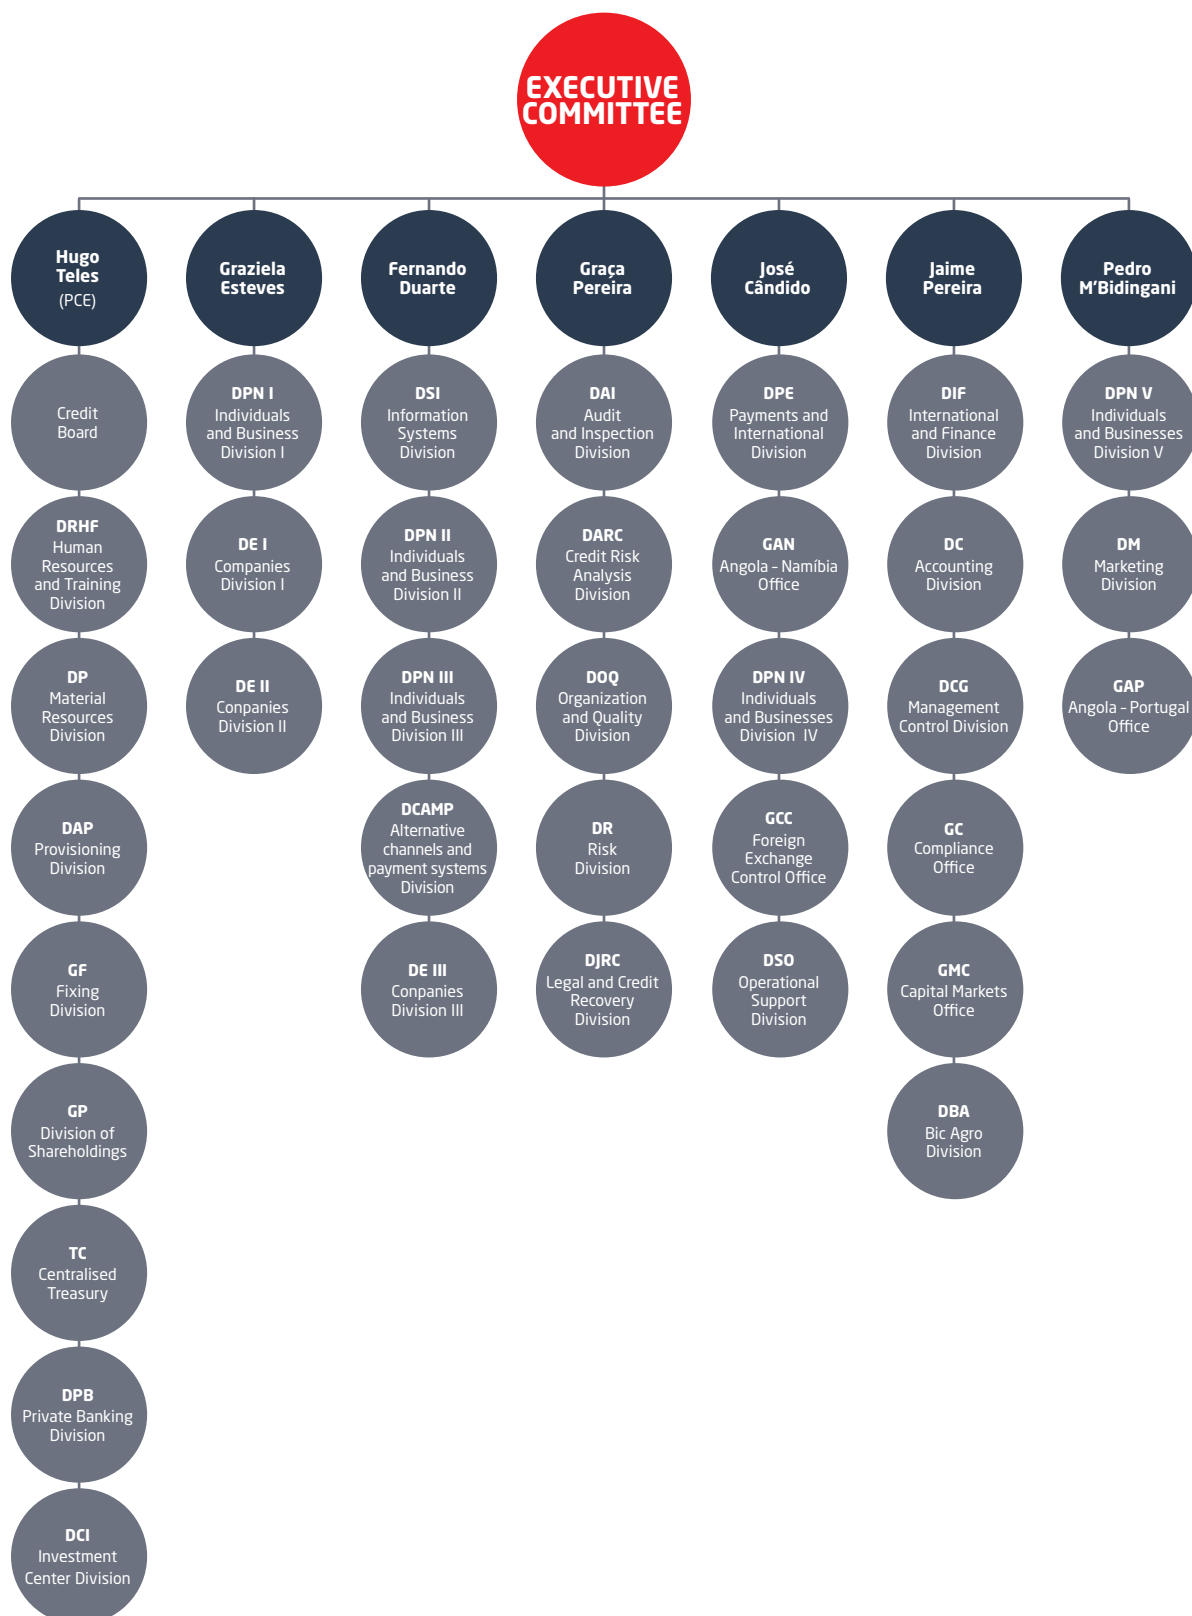 EXECUTIVE
COMMITTEE
Hugo
Teles
(PCE)
Credit
Board
DRHF
Human
Resources
and Training
Division
DP
Material
Resources
Division
DAP
Provisioning
Division
GF
Fixing
Division
GP
Division of
Shareholdings
TC
Centralised
Treasury
DPB
Private Banking
Division
DCI
Investment
Center Division
Graziela
Esteves
DPN I
Individuals
and Business
Division I
DE I
Companies
Division I
DE II
Companies
Division II
Fernando
Duarte
DSI
Information
Systems
Division
DPN II
Individuals
and Business
Division II
DPN III
Individuals
and Business
Division III
DCAMP
Alternative
channels and
payment systems
Division
DE III
Conpanies
Division III
Graça
Pereira
DAI
Audit
and Inspection
Division
DARC
Credit Risk
Analysis
Division
DOQ
Organization
and Quality
Division
DR
Risk
Division
DJRC
Legal and Credit
Recovery
Division
José
Cândido
DPE
Payments and
International
Division
GAN
Angola – Namíbia
Office
DPN IV
Individuals
and Businesses
Division IV
GCC
Foreign
Exchange
Control Office
DSO
Operational
Support
Division
Jaime
Pereira
DIF
International
and Finance
Division
DC
Accounting
Division
DCG
Management
Control Division
GC
Compliance
Office
GMC
Capital Markets
Office
DBA
Bic Agro
Division
Pedro
M’Bidingani
DPN V
Individuals
and Businesses
Division V
DM
Marketing
Division
GAP
Angola – Portugal
Office